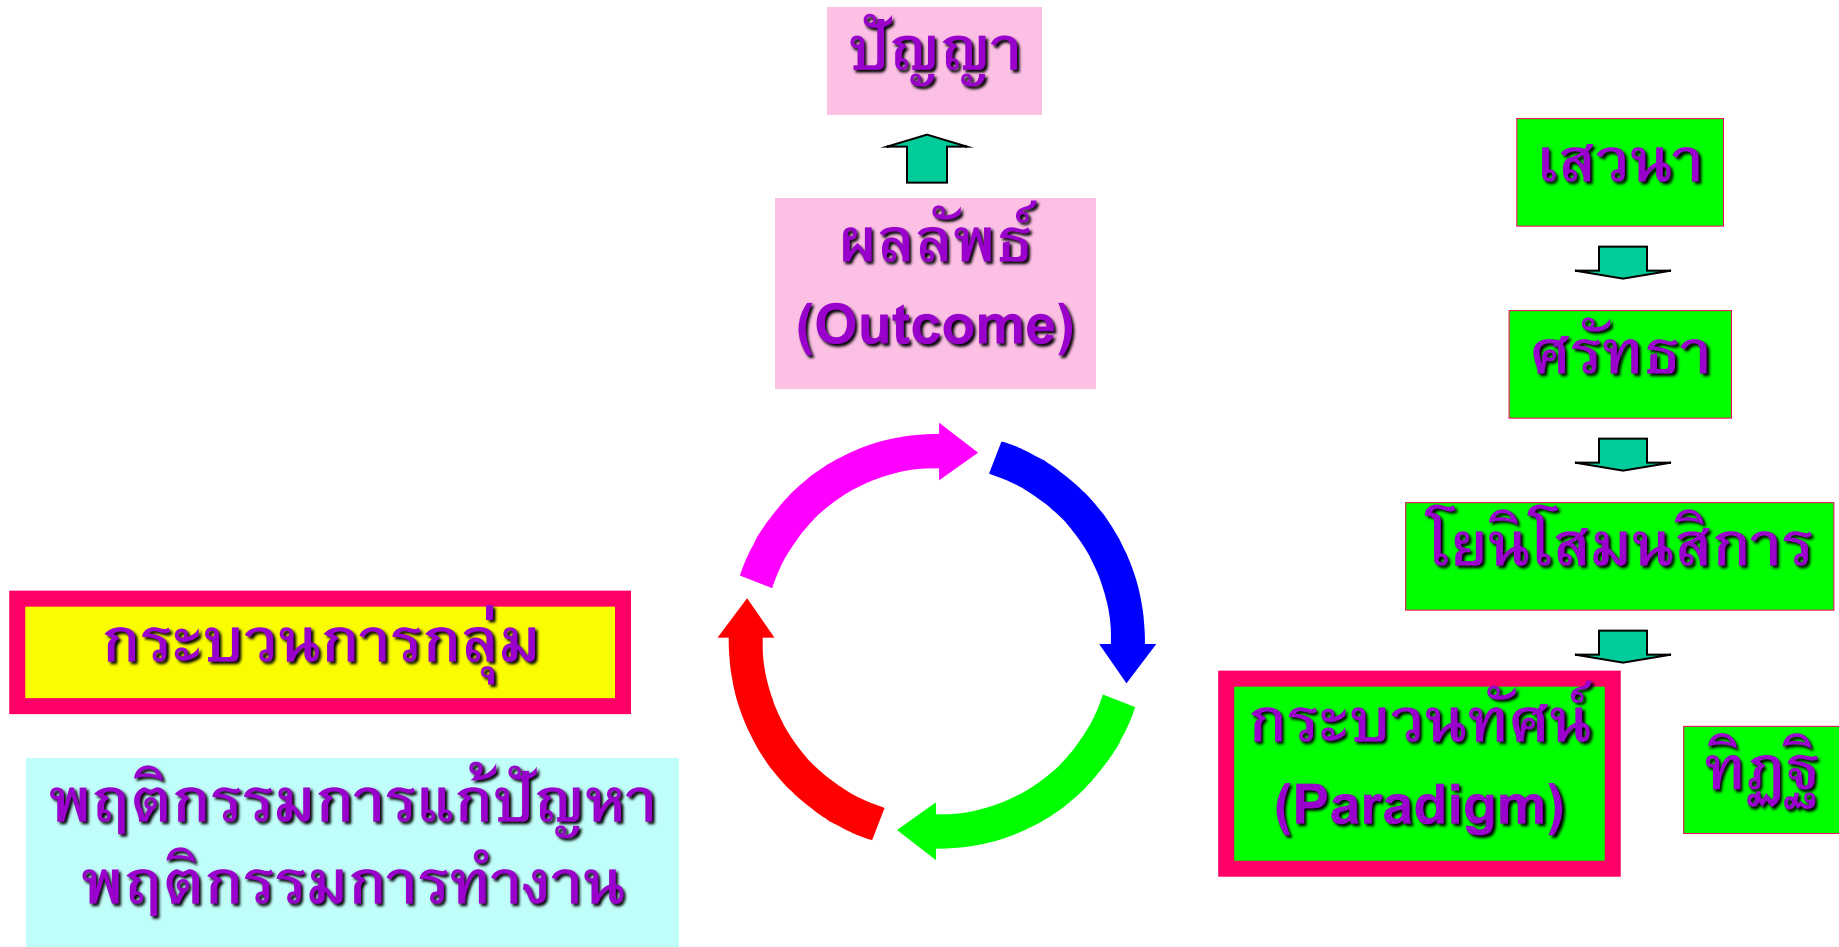 ปัญญา
ผลลัพธ์
(Outcome)
เสวนา
ศรัทธา
โยนิโสมนสิการ
กระบวนทัศน์
(Paradigm)
ทิฏฐิ
กระบวนการกลุ่ม
พฤติกรรมการแก้ปัญหา
พฤติกรรมการทำงาน